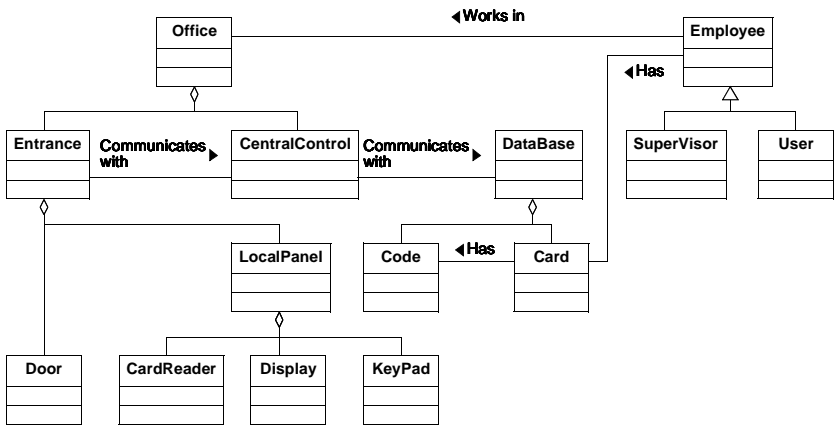 Office
◀Works in
Employee
◀Has
Entrance
Communicates
with ▶
CentralControl
Communicates
with ▶
DataBase
SuperVisor
User
LocalPanel
Code
◀Has
Card
Door
CardReader
Display
KeyPad